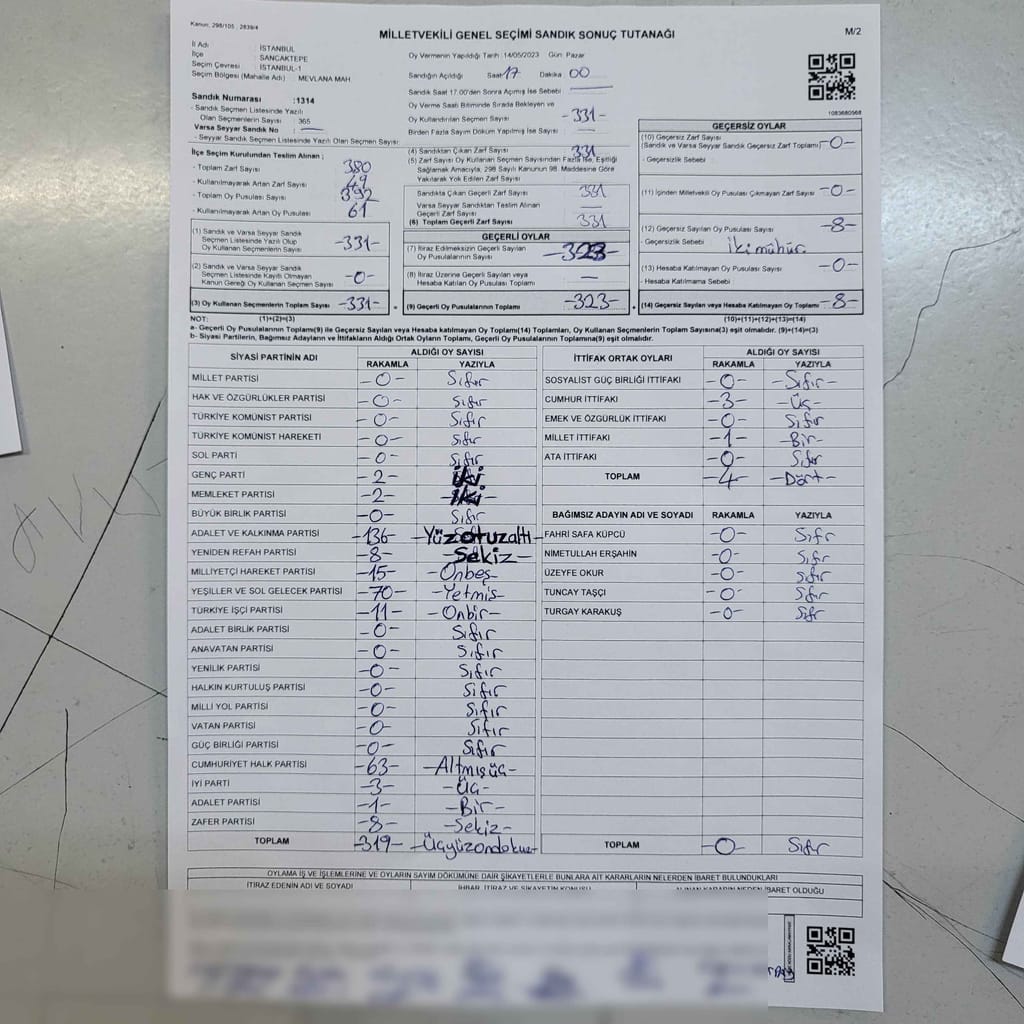 Kanun, 298/105 , 2839/4
MİLLETVEKİLİ GENEL SEÇİMİ SANDIK SONUÇ TUTANAĞI
M/2
İl Adı İSTANBUL
İlçe SANCAKTEPE
Seçim Çevresi İSTANBUL-1
Seçim Bölgesi (Mahalle Adı) MEVLANA MAH
Sandık Numarası :1314
- Sandık Seçmen Listesinde Yazılı
Olan Seçmenlerin Sayısı 365
Varsa Seyyar Sandık No
- Seyyar Sandık Seçmen Listesinde Yazılı Olan Seçmen Sayısı
Oy Vermenin Yapıldığı Tarih :14/05/2023 Gün: Pazar
Sandığın Açıldığı Saat 17 Dakika 00
Sandık Saat 17.00'den Sonra Açılmış İse Sebebi
Oy Verme Saati Bitiminde Sırada Bekleyen ve
Oy Kullandırılan Seçmen Sayısı -331-
Birden Fazla Sayım Döküm Yapılmış İse Sayısı
1083680568
İlçe Seçim Kurulundan Teslim Alınan ;
- Toplam Zarf Sayısı 380
- Kullanılmayarak Artan Zarf Sayısı 49
- Toplam Oy Pusulası Sayısı 392
- Kullanılmayarak Artan Oy Pusulası 61
(1) Sandık ve Varsa Seyyar Sandık
Seçmen Listesinde Yazılı Olup
Oy Kullanan Seçmenlerin Sayısı -331-
(2) Sandık ve Varsa Seyyar Sandık
Seçmen Listesinde Kayıtlı Olmayan
Kanun Gereği Oy Kullanan Seçmen Sayısı -0-
(3) Oy Kullanan Seçmenlerin Toplam Sayısı -331-
(4) Sandıktan Çıkan Zarf Sayısı 331
(5) Zarf Sayısı Oy Kullanan Seçmen Sayısından Fazla İse, Eşitliği
Sağlamak Amacıyla, 298 Sayılı Kanunun 98. Maddesine Göre
Yakılarak Yok Edilen Zarf Sayısı
Sandıkta Çıkan Geçerli Zarf Sayısı 331
Varsa Seyyar Sandıktan Teslim Alınan
Geçerli Zarf Sayısı
(6) Toplam Geçerli Zarf Sayısı 331
GEÇERLİ OYLAR
(7) İtiraz Edilmeksizin Geçerli Sayılan
Oy Pusulalarının Sayısı -323-
(8) İtiraz Üzerine Geçerli Sayılan veya
Hesaba Katılan Oy Pusulası Sayısı
(9) Geçerli Oy Pusulalarının Toplamı -323-
GEÇERSİZ OYLAR
(10) Geçersiz Zarf Sayısı
(Sandık ve Varsa Seyyar Sandık Geçersiz Zarf Toplamı) -0-
- Geçersizlik Sebebi
(11) İçinden Milletvekili Oy Pusulası Çıkmayan Zarf Sayısı -0-
(12) Geçersiz Sayılan Oy Pusulası Sayısı -8-
Geçersizlik Sebebi İki mühür.
(13) Hesaba Katılmayan Oy Pusulası Sayısı -0-
- Hesaba Katılmama Sebebi
(14) Geçersiz Sayılan veya Hesaba Katılmayan Oy Toplamı -8-
NOT: (1)+(2)=(3) (10)+(11)+(12)+(13)=(14)
a- Geçerli Oy Pusulalarının Toplamı(9) ile Geçersiz Sayılan veya Hesaba katılmayan Oy Toplamı(14) Toplamları, Oy Kullanan Seçmenlerin Toplam Sayısına(3) eşit olmalıdır. (9)+(14)=(3)
b- Siyasi Partilerin, Bağımsız Adayların ve İttifakların Aldığı Oyların Toplamı, Geçerli Oy Pusulalarının Toplamına(9) eşit olmalıdır.
SİYASİ PARTİNİN ADI ALDIĞI OY SAYISI
RAKAMLA YAZIYLA
MİLLET PARTİSİ -0- Sıfır
HAK VE ÖZGÜRLÜKLER PARTİSİ -0- Sıfır
TÜRKİYE KOMÜNİST PARTİSİ -0- Sıfır
TÜRKİYE KOMÜNİST HAREKETİ -0- Sıfır
SOL PARTİ -0- Sıfır
GENÇ PARTİ -2- İki
MEMLEKET PARTİSİ -2- İki
BÜYÜK BİRLİK PARTİSİ -0- Sıfır
ADALET VE KALKINMA PARTİSİ -136- -Yüzotuzaltı-
YENİDEN REFAH PARTİSİ -8- -Sekiz-
MİLLİYETÇİ HAREKET PARTİSİ -15- -Onbeş-
YEŞİLLER VE SOL GELECEK PARTİSİ -70- -Yetmiş-
TÜRKİYE İŞÇİ PARTİSİ -11- -Onbir-
ADALET BİRLİK PARTİSİ -0- Sıfır
ANAVATAN PARTİSİ -0- Sıfır
YENİLİK PARTİSİ -0- Sıfır
HALKIN KURTULUŞ PARTİSİ -0- Sıfır
MİLLİ YOL PARTİSİ -0- Sıfır
VATAN PARTİSİ -0- Sıfır
GÜÇ BİRLİĞİ PARTİSİ -0- Sıfır
CUMHURİYET HALK PARTİSİ -63- -Altmışüç-
İYİ PARTİ -3- -Üç-
ADALET PARTİSİ -1- -Bir-
ZAFER PARTİSİ -8- -Sekiz-
TOPLAM -319- -Üçyüzondokuz-
İTTİFAK ORTAK OYLARI ALDIĞI OY SAYISI
RAKAMLA YAZIYLA
SOSYALİST GÜÇ BİRLİĞİ İTTİFAKI -0- -Sıfır-
CUMHUR İTTİFAKI -3- -Üç-
EMEK VE ÖZGÜRLÜK İTTİFAKI -0- Sıfır
MİLLET İTTİFAKI -1- -Bir-
ATA İTTİFAKI -0- Sıfır
TOPLAM -4- -Dört-
BAĞIMSIZ ADAYIN ADI VE SOYADI RAKAMLA YAZIYLA
FAHRİ SAFA KÜPCÜ -0- Sıfır
NİMETULLAH ERŞAHİN -0- Sıfır
ÜZEYFE OKUR -0- Sıfır
TUNCAY TAŞÇI -0- Sıfır
TURGAY KARAKUŞ -0- Sıfır
TOPLAM -0- Sıfır
OYLAMA İŞ VE İŞLEMLERİNE VE OYLARIN SAYIM DÖKÜMÜNE DAİR ŞİKAYETLERLE BUNLARA AİT KARARLARIN NELERDEN İBARET BULUNDUKLARI
İTİRAZ EDENİN ADI VE SOYADI İHBAR, İTİRAZ VE ŞİKAYETİN KONUSU ALINAN KARARIN NEDEN İBARET OLDUĞU